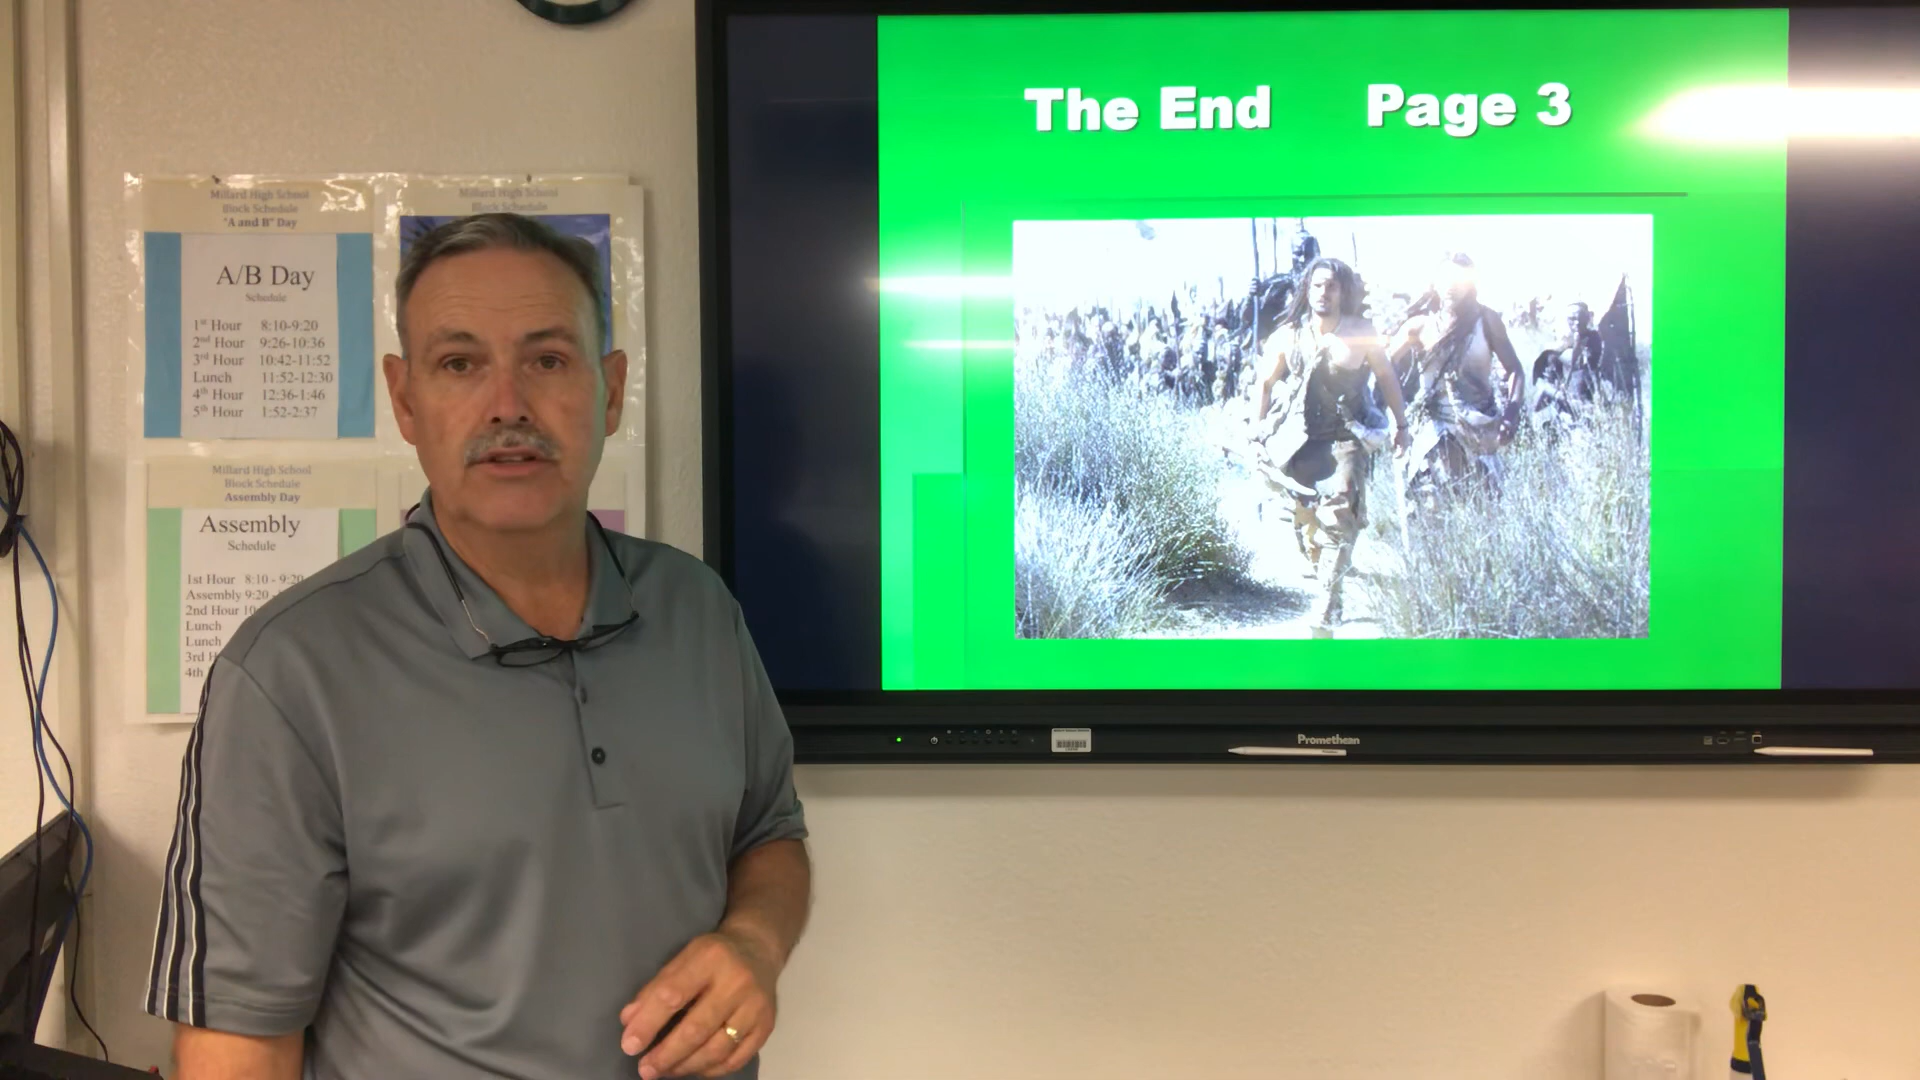 Millard High School
Block Schedule
"A and B" Day
A/B Day
Schedule
1st Hour 8:10-9:20
2nd Hour 9:26-10:36
3rd Hour 10:42-11:52
Lunch 11:52-12:30
4th Hour 12:36-1:46
5th Hour 1:52-2:37
Millard High School
Block Schedule
Millard High School
Block Schedule
Assembly Day
Assembly
Schedule
1st Hour 8:10 - 9:20
Assembly 9:20 -
2nd Hour 10
Lunch
Lunch
3rd H
4th
The End Page 3
Promethean